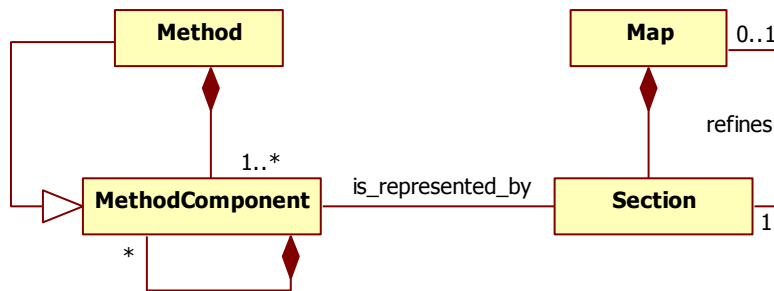 Method
Map
0..1
refines
1..*
MethodComponent
is_represented_by
Section
1
*